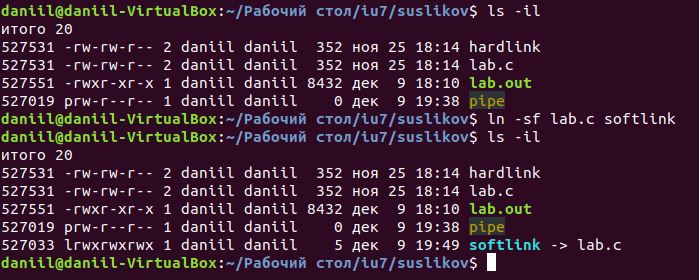 daniil@daniil-VirtualBox:~/Рабочий стол/iu7/suslikov$ ls -il
итого 20
527531 -rw-rw-r-- 2 daniil daniil  352 ноя 25 18:14 hardlink
527531 -rw-rw-r-- 2 daniil daniil  352 ноя 25 18:14 lab.c
527551 -rwxr-xr-x 1 daniil daniil 8432 дек  9 18:10 lab.out
527019 prw-r--r-- 1 daniil daniil    0 дек  9 19:38 pipe
daniil@daniil-VirtualBox:~/Рабочий стол/iu7/suslikov$ ln -sf lab.c softlink
daniil@daniil-VirtualBox:~/Рабочий стол/iu7/suslikov$ ls -il
итого 20
527531 -rw-rw-r-- 2 daniil daniil  352 ноя 25 18:14 hardlink
527531 -rw-rw-r-- 2 daniil daniil  352 ноя 25 18:14 lab.c
527551 -rwxr-xr-x 1 daniil daniil 8432 дек  9 18:10 lab.out
527019 prw-r--r-- 1 daniil daniil    0 дек  9 19:38 pipe
527033 lrwxrwxrwx 1 daniil daniil    5 дек  9 19:49 softlink -> lab.c
daniil@daniil-VirtualBox:~/Рабочий стол/iu7/suslikov$